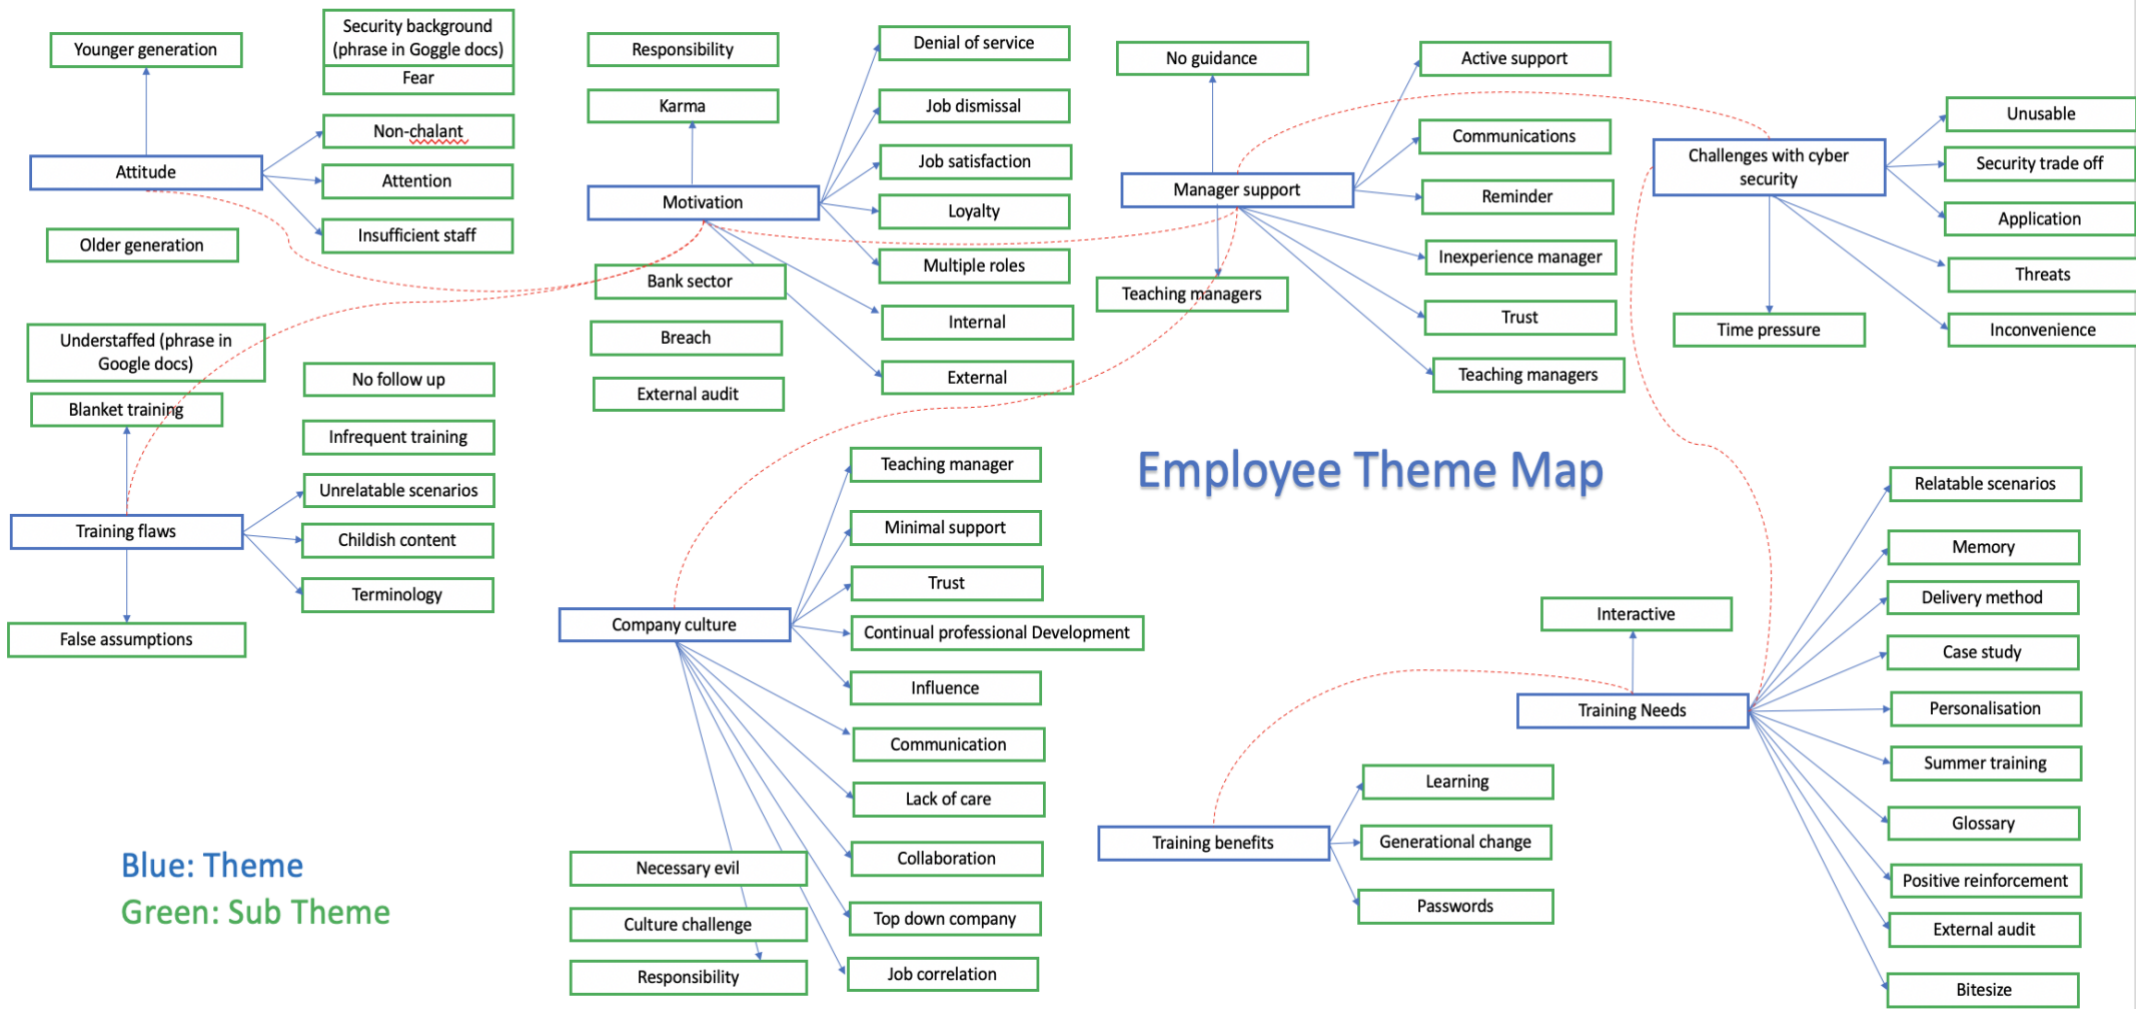 Younger generation
Security background
(phrase in Goggle docs)
Fear
Non-chalant
Attitude
Attention
Insufficient staff
Older generation
Responsibility
Karma
Motivation
Denial of service
Job dismissal
Job satisfaction
Loyalty
Multiple roles
Bank sector
Internal
Breach
External
External audit
No guidance
Active support
Communications
Manager support
Reminder
Inexperience manager
Teaching managers
Trust
Teaching managers
Challenges with cyber
security
Unusable
Security trade off
Application
Threats
Time pressure
Inconvenience
Understaffed (phrase in
Google docs)
No follow up
Blanket training
Infrequent training
Unrelatable scenarios
Training flaws
Childish content
Terminology
False assumptions
Employee Theme Map
Teaching manager
Minimal support
Trust
Company culture
Continual professional Development
Influence
Communication
Lack of care
Collaboration
Necessary evil
Top down company
Culture challenge
Job correlation
Responsibility
Relatable scenarios
Memory
Interactive
Delivery method
Case study
Training Needs
Personalisation
Summer training
Glossary
Positive reinforcement
External audit
Bitesize
Learning
Training benefits
Generational change
Passwords
Blue: Theme
Green: Sub Theme